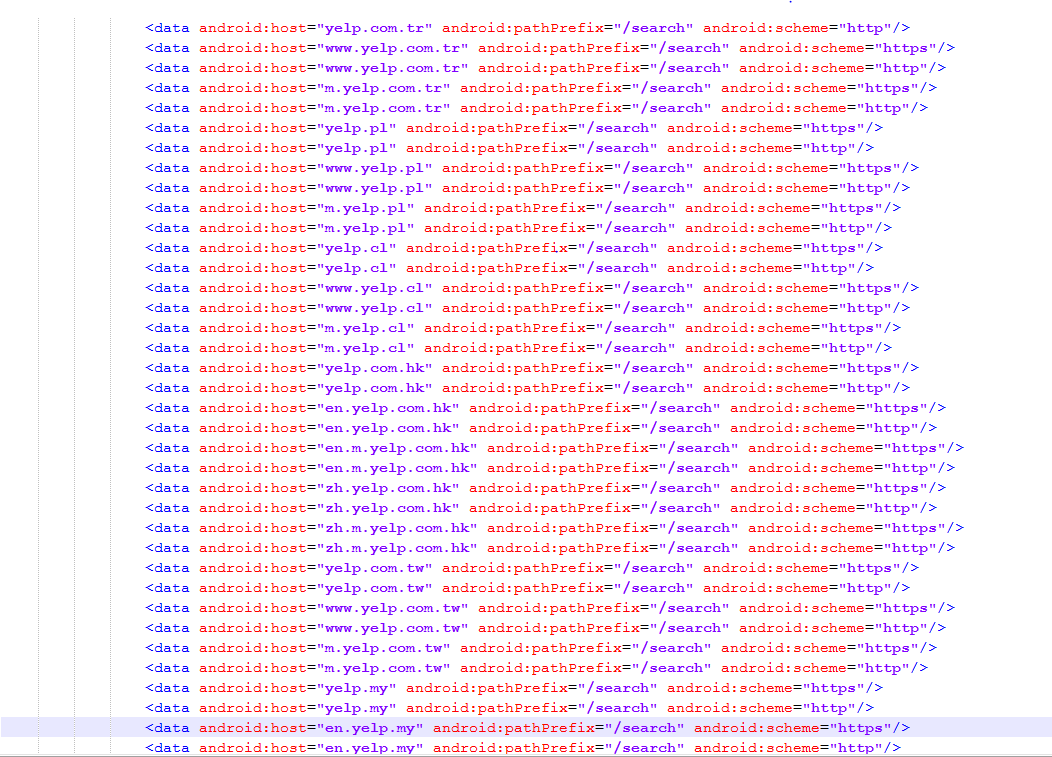 <data android:host="yelp.com.tr" android:pathPrefix="/search" android:scheme="http"/>
<data android:host="www.yelp.com.tr" android:pathPrefix="/search" android:scheme="https"/>
<data android:host="www.yelp.com.tr" android:pathPrefix="/search" android:scheme="http"/>
<data android:host="m.yelp.com.tr" android:pathPrefix="/search" android:scheme="https"/>
<data android:host="m.yelp.com.tr" android:pathPrefix="/search" android:scheme="http"/>
<data android:host="yelp.pl" android:pathPrefix="/search" android:scheme="https"/>
<data android:host="yelp.pl" android:pathPrefix="/search" android:scheme="http"/>
<data android:host="www.yelp.pl" android:pathPrefix="/search" android:scheme="https"/>
<data android:host="www.yelp.pl" android:pathPrefix="/search" android:scheme="http"/>
<data android:host="m.yelp.pl" android:pathPrefix="/search" android:scheme="https"/>
<data android:host="m.yelp.pl" android:pathPrefix="/search" android:scheme="http"/>
<data android:host="yelp.cl" android:pathPrefix="/search" android:scheme="https"/>
<data android:host="yelp.cl" android:pathPrefix="/search" android:scheme="http"/>
<data android:host="www.yelp.cl" android:pathPrefix="/search" android:scheme="https"/>
<data android:host="www.yelp.cl" android:pathPrefix="/search" android:scheme="http"/>
<data android:host="m.yelp.cl" android:pathPrefix="/search" android:scheme="https"/>
<data android:host="m.yelp.cl" android:pathPrefix="/search" android:scheme="http"/>
<data android:host="yelp.com.hk" android:pathPrefix="/search" android:scheme="https"/>
<data android:host="yelp.com.hk" android:pathPrefix="/search" android:scheme="http"/>
<data android:host="en.yelp.com.hk" android:pathPrefix="/search" android:scheme="https"/>
<data android:host="en.yelp.com.hk" android:pathPrefix="/search" android:scheme="http"/>
<data android:host="en.m.yelp.com.hk" android:pathPrefix="/search" android:scheme="https"/>
<data android:host="en.m.yelp.com.hk" android:pathPrefix="/search" android:scheme="http"/>
<data android:host="zh.yelp.com.hk" android:pathPrefix="/search" android:scheme="https"/>
<data android:host="zh.yelp.com.hk" android:pathPrefix="/search" android:scheme="http"/>
<data android:host="zh.m.yelp.com.hk" android:pathPrefix="/search" android:scheme="https"/>
<data android:host="zh.m.yelp.com.hk" android:pathPrefix="/search" android:scheme="http"/>
<data android:host="yelp.com.tw" android:pathPrefix="/search" android:scheme="https"/>
<data android:host="yelp.com.tw" android:pathPrefix="/search" android:scheme="http"/>
<data android:host="www.yelp.com.tw" android:pathPrefix="/search" android:scheme="https"/>
<data android:host="www.yelp.com.tw" android:pathPrefix="/search" android:scheme="http"/>
<data android:host="m.yelp.com.tw" android:pathPrefix="/search" android:scheme="https"/>
<data android:host="m.yelp.com.tw" android:pathPrefix="/search" android:scheme="http"/>
<data android:host="yelp.my" android:pathPrefix="/search" android:scheme="https"/>
<data android:host="yelp.my" android:pathPrefix="/search" android:scheme="http"/>
<data android:host="en.yelp.my" android:pathPrefix="/search" android:scheme="https"/>
<data android:host="en.yelp.my" android:pathPrefix="/search" android:scheme="http"/>